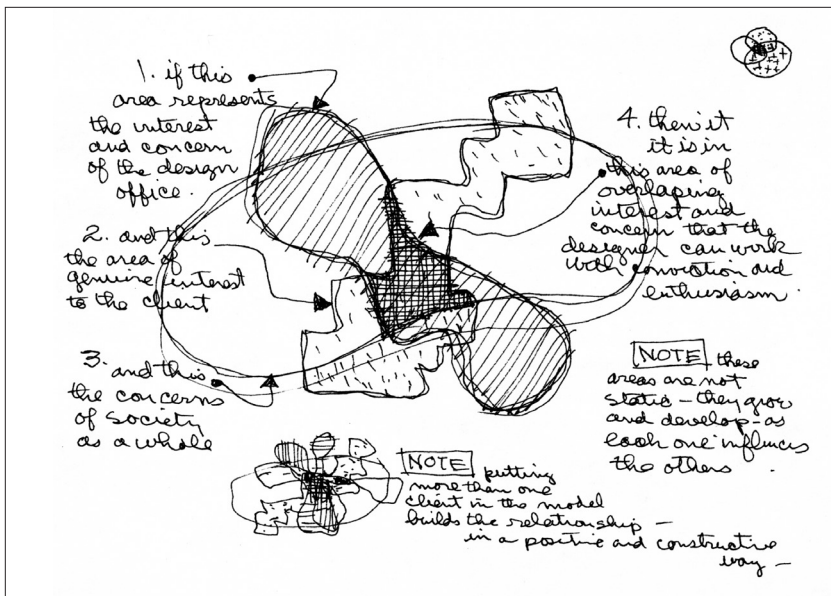 1. if this
area represents
the interest
and concern
of the design
office.
2. and this
the area of
genuine interest
to the client
3. and this
the concerns
of society
as a whole
4. then it
it is in
this area of
overlaping
interest and
concern that the
designer can work
with conviction and
enthusiasm.
NOTE these
areas are not
static - they grow
and develop - as
each one influences
the others.
NOTE putting
more than one
client in the model
builds the relationship -
in a positive and constructive
way -